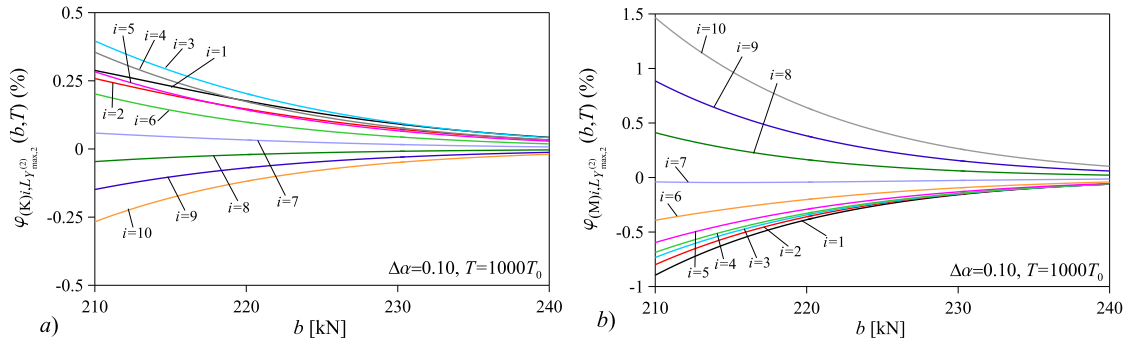 0.5
0.25
0
-0.25
-0.5
φ(K)i,LY(2)max,2 (b,T) (%)
i=5
i=4
i=3
i=1
i=2
i=6
i=7
i=8
i=9
i=10
Δα=0.10, T=1000T0
210
220
230
240
b [kN]
a)
1.5
1
0.5
0
-0.5
-1
φ(M)i,LY(2)max,2 (b,T) (%)
i=10
i=9
i=8
i=7
i=6
i=5
i=4
i=3
i=2
i=1
Δα=0.10, T=1000T0
210
220
230
240
b [kN]
b)